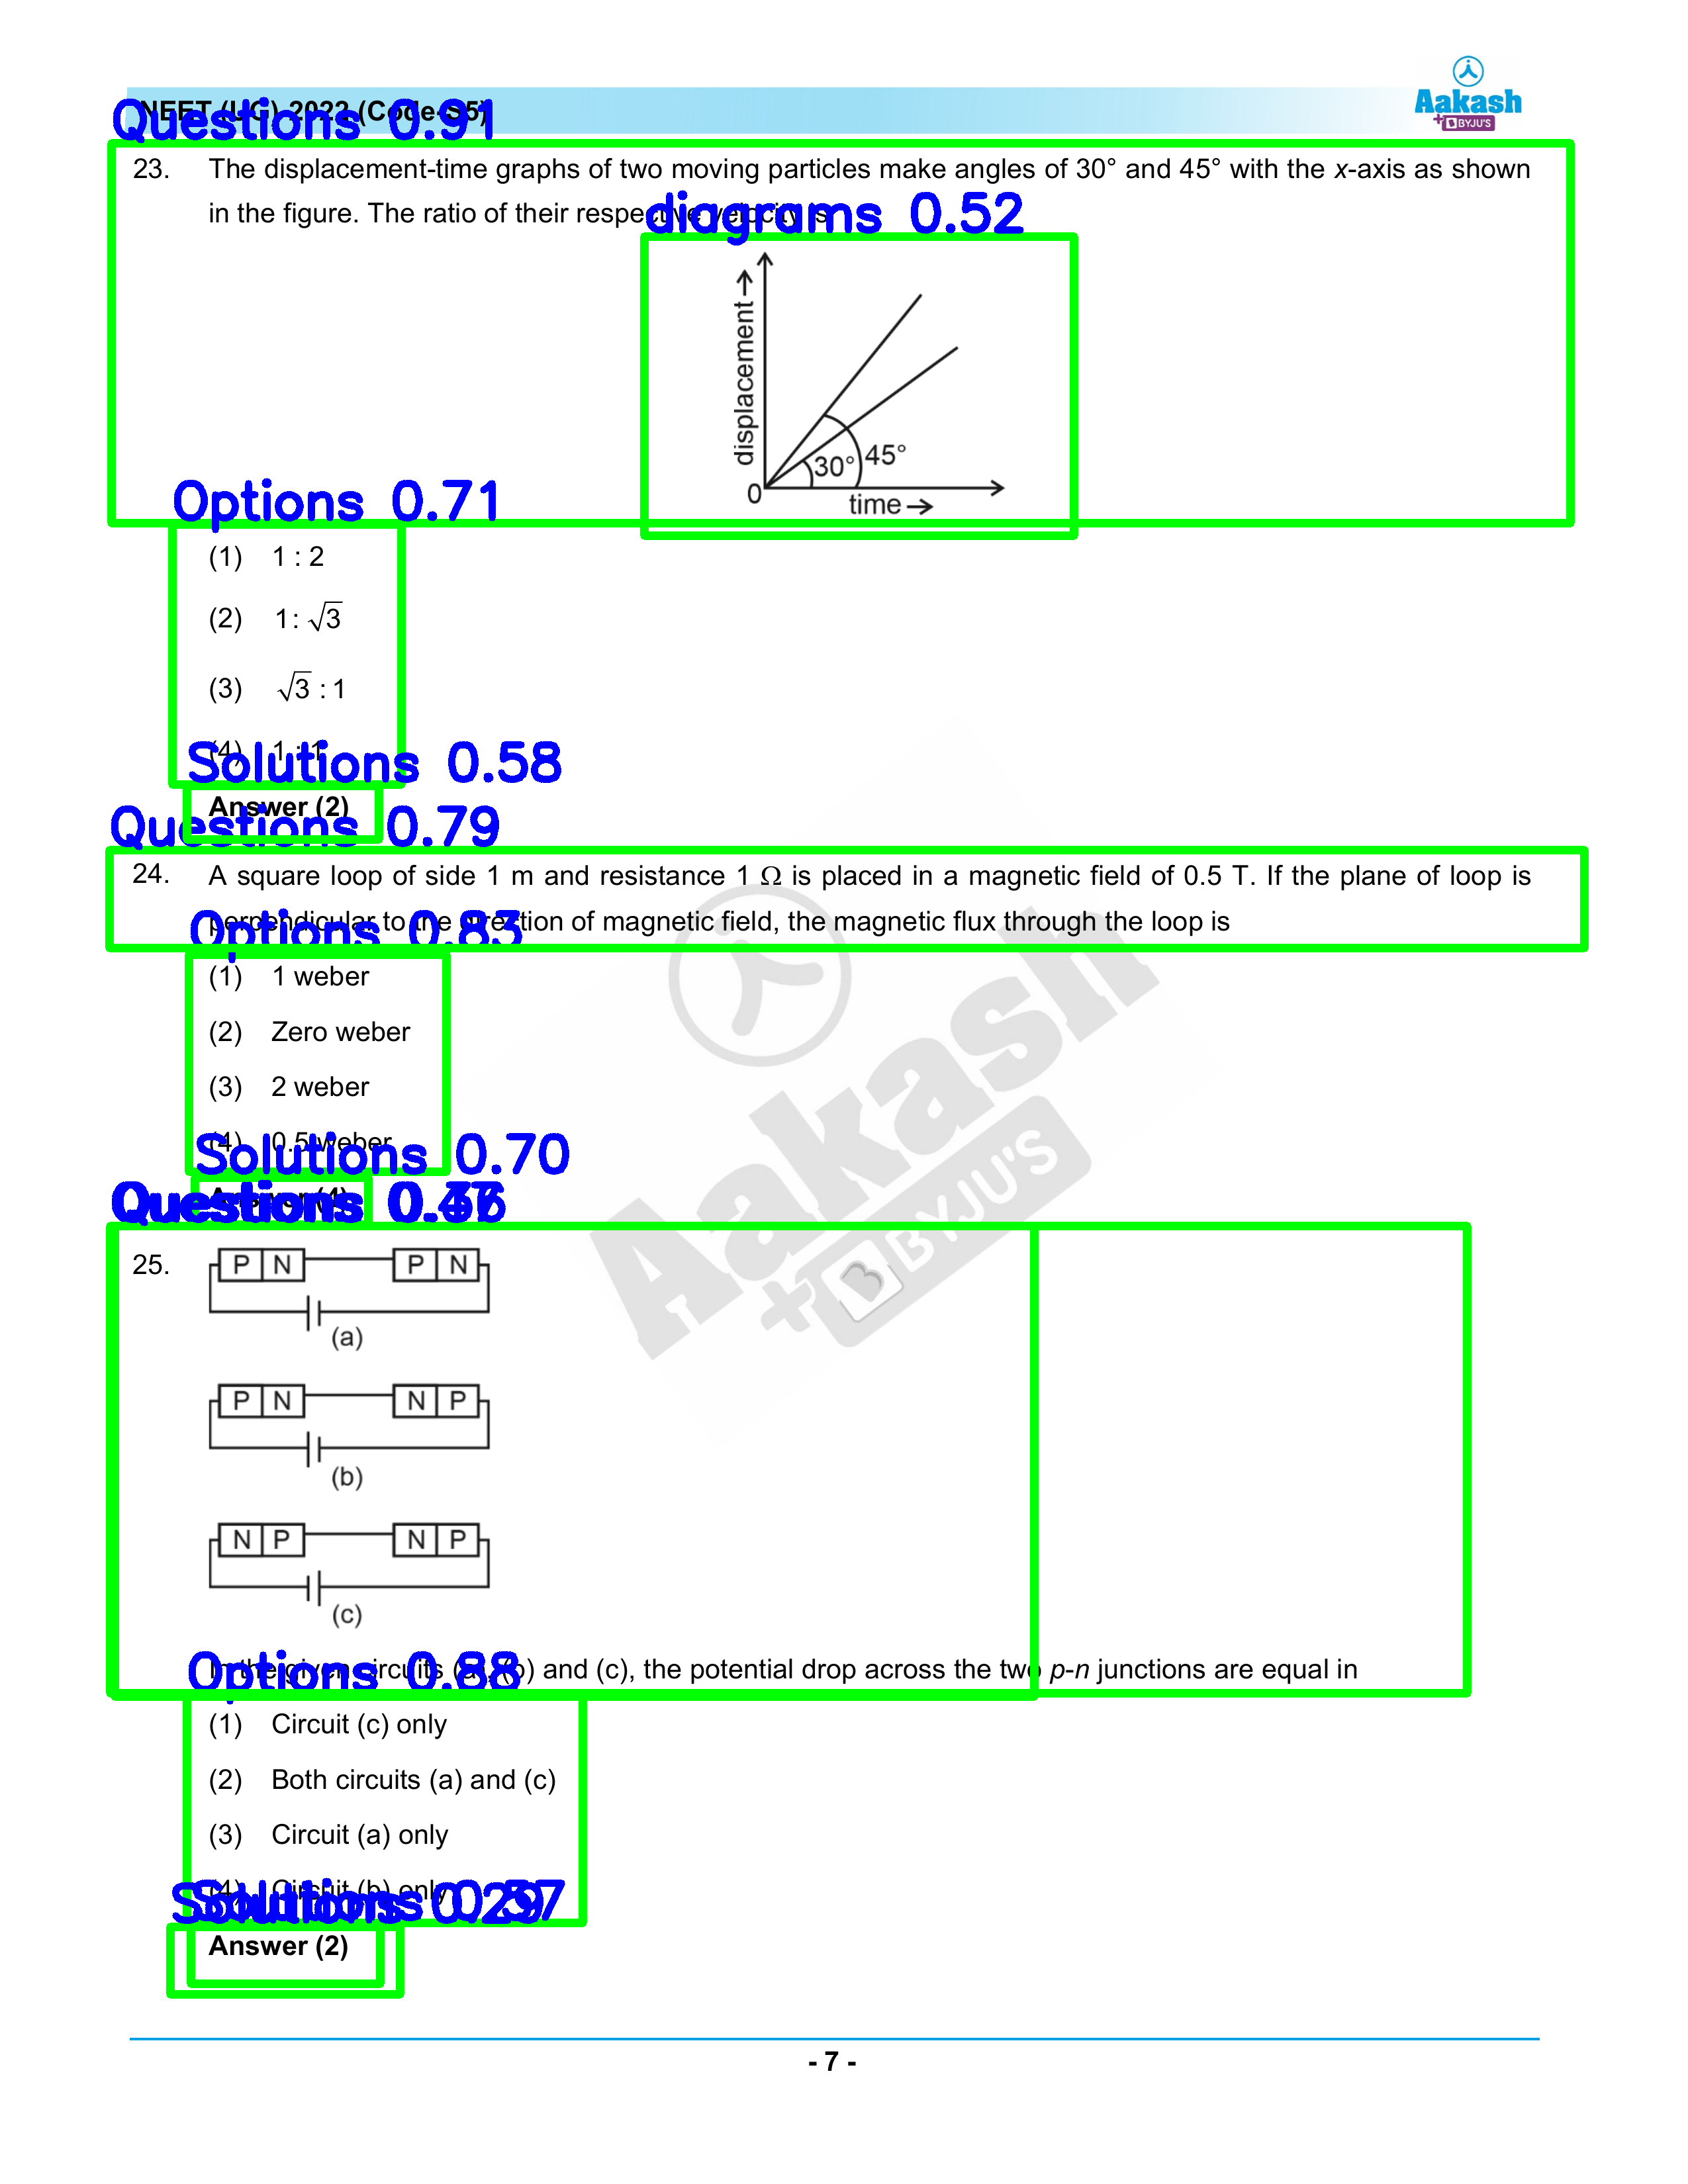 NEET (UG)-2022 (Code-S5)
Aakash
BYJU'S
Questions 0.91
23. The displacement-time graphs of two moving particles make angles of 30° and 45° with the x-axis as shown
in the figure. The ratio of their respective velocity is
diagrams 0.52
displacement →
45°
30°
0
time →
Options 0.71
(1) 1 : 2
(2) 1 : √3
(3) √3 : 1
(4) 1 : 1
Solutions 0.58
Answer (2)
Questions 0.79
24. A square loop of side 1 m and resistance 1 Ω is placed in a magnetic field of 0.5 T. If the plane of loop is
perpendicular to the direction of magnetic field, the magnetic flux through the loop is
Options 0.83
(1) 1 weber
(2) Zero weber
(3) 2 weber
(4) 0.5 weber
Solutions 0.70
Answer (4)
Questions
25. P N P N
(a)
P N N P
(b)
N P N P
(c)
In the given circuits (a), (b) and (c), the potential drop across the two p-n junctions are equal in
Options 0.88
(1) Circuit (c) only
(2) Both circuits (a) and (c)
(3) Circuit (a) only
(4) Circuit (b) only
Solutions
Answer (2)
Aakash
BYJU'S
- 7 -